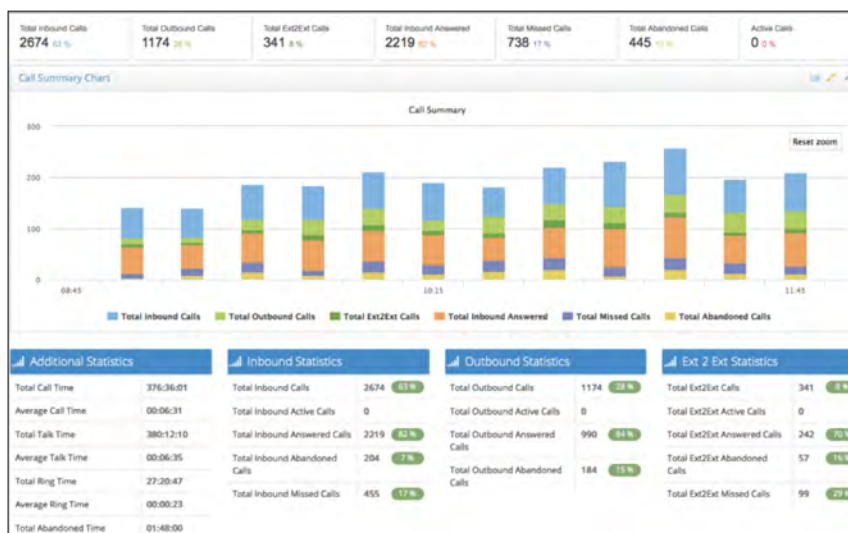 Total Inbound Calls
2674 63 %
Total Outbound Calls
1174 28 %
Total Ext2Ext Calls
341 8 %
Total Inbound Answered
2219 82 %
Total Missed Calls
738 17 %
Total Abandoned Calls
445
Active Calls
0 0 %
Call Summary Chart
Call Summary
Reset zoom
300
200
100
0
08:45
10:15
11:45
Total Inbound Calls
Total Outbound Calls
Total Ext2Ext Calls
Total Inbound Answered
Total Missed Calls
Total Abandoned Calls
Additional Statistics
Total Call Time 376:36:01
Average Call Time 00:06:31
Total Talk Time 380:12:10
Average Talk Time 00:06:35
Total Ring Time 27:20:47
Average Ring Time 00:00:23
Total Abandoned Time 01:48:00
Inbound Statistics
Total Inbound Calls 2674 63 %
Total Inbound Active Calls 0
Total Inbound Answered Calls 2219 82 %
Total Inbound Abandoned 204 7 %
Calls
Total Inbound Missed Calls 455 17 %
Outbound Statistics
Total Outbound Calls 1174 28 %
Total Outbound Active Calls 0
Total Outbound Answered 990 84 %
Calls
Total Outbound Abandoned 184 15 %
Calls
Ext 2 Ext Statistics
Total Ext2Ext Calls 341 8 %
Total Ext2Ext Active Calls 0
Total Ext2Ext Answered Calls 242 70 %
Total Ext2Ext Abandoned 57 16 %
Calls
Total Ext2Ext Missed Calls 99 29 %